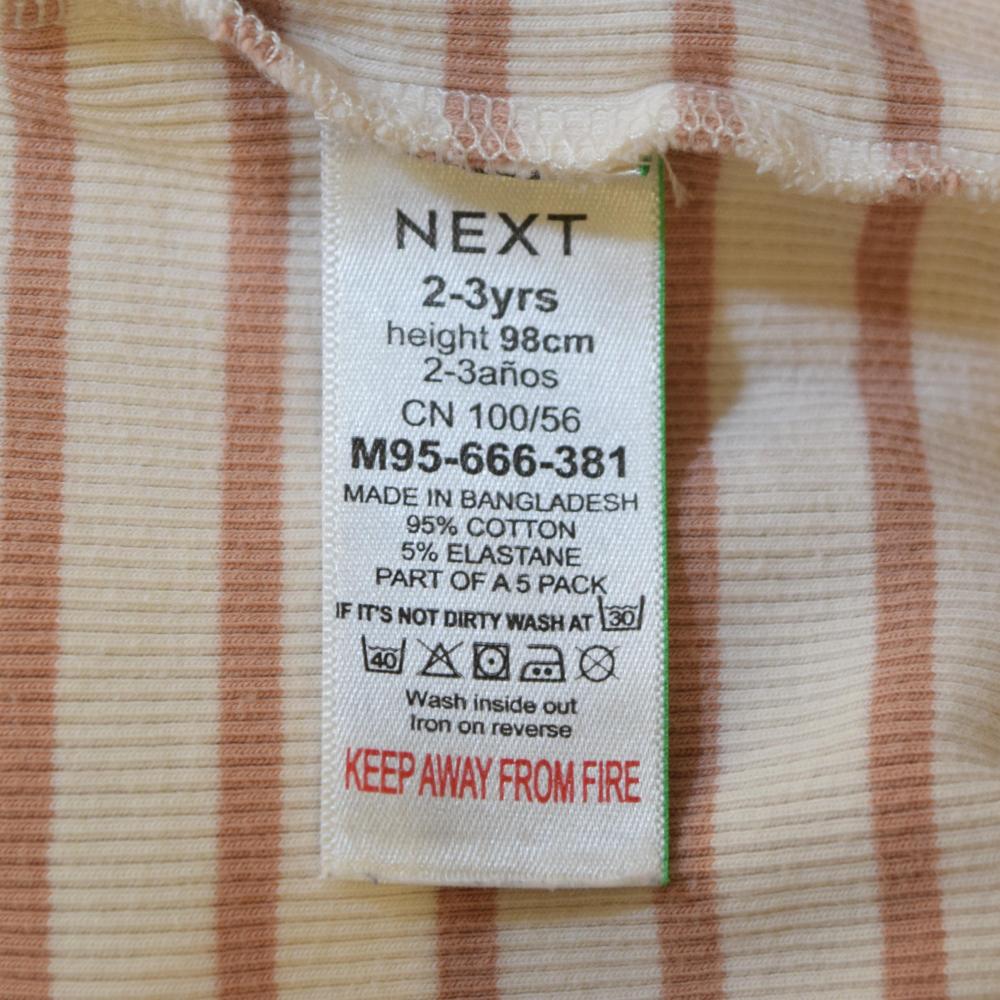 NEXT
2-3yrs
height 98cm
2-3años
CN 100/56
M95-666-381
MADE IN BANGLADESH
95% COTTON
5% ELASTANE
PART OF A 5 PACK
IF IT'S NOT DIRTY WASH AT 30
40
Wash inside out
Iron on reverse
KEEP AWAY FROM FIRE